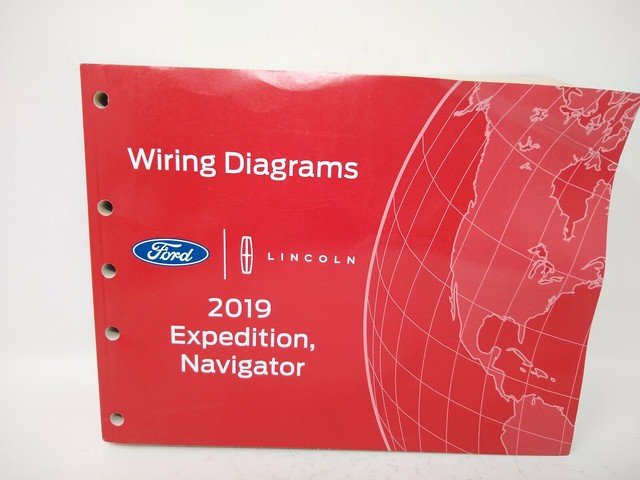 Wiring Diagrams
Ford LINCOLN
2019
Expedition,
Navigator